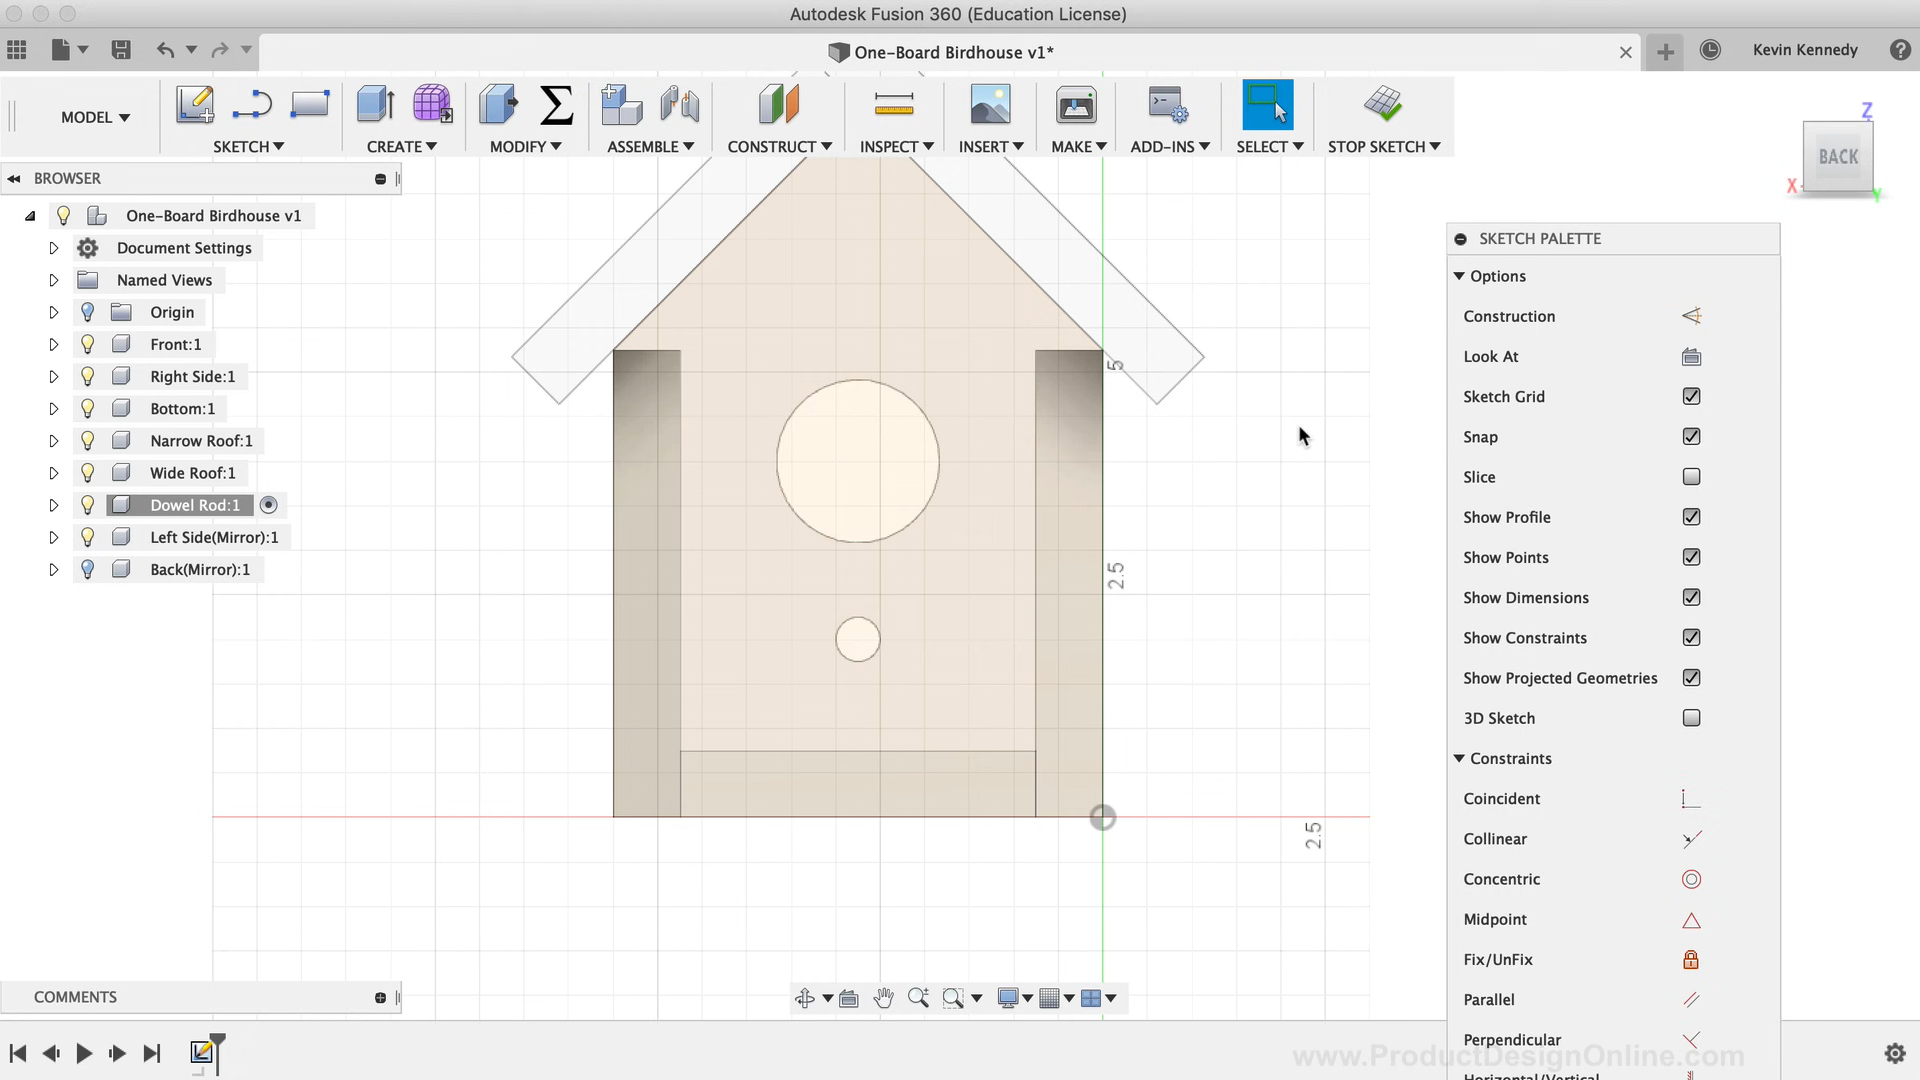 Autodesk Fusion 360 (Education License)
One-Board Birdhouse v1*
Kevin Kennedy
MODEL
SKETCH
CREATE
MODIFY
ASSEMBLE
CONSTRUCT
INSPECT
INSERT
MAKE
ADD-INS
SELECT
STOP SKETCH
BROWSER
One-Board Birdhouse v1
Document Settings
Named Views
Origin
Front:1
Right Side:1
Bottom:1
Narrow Roof:1
Wide Roof:1
Dowel Rod:1
Left Side(Mirror):1
Back(Mirror):1
5
2.5
2.5
Z
BACK
X
Y
SKETCH PALETTE
Options
Construction
Look At
Sketch Grid
Snap
Slice
Show Profile
Show Points
Show Dimensions
Show Constraints
Show Projected Geometries
3D Sketch
Constraints
Coincident
Collinear
Concentric
Midpoint
Fix/UnFix
Parallel
Perpendicular
Horizontal/Vertical
COMMENTS
www.ProductDesignOnline.com